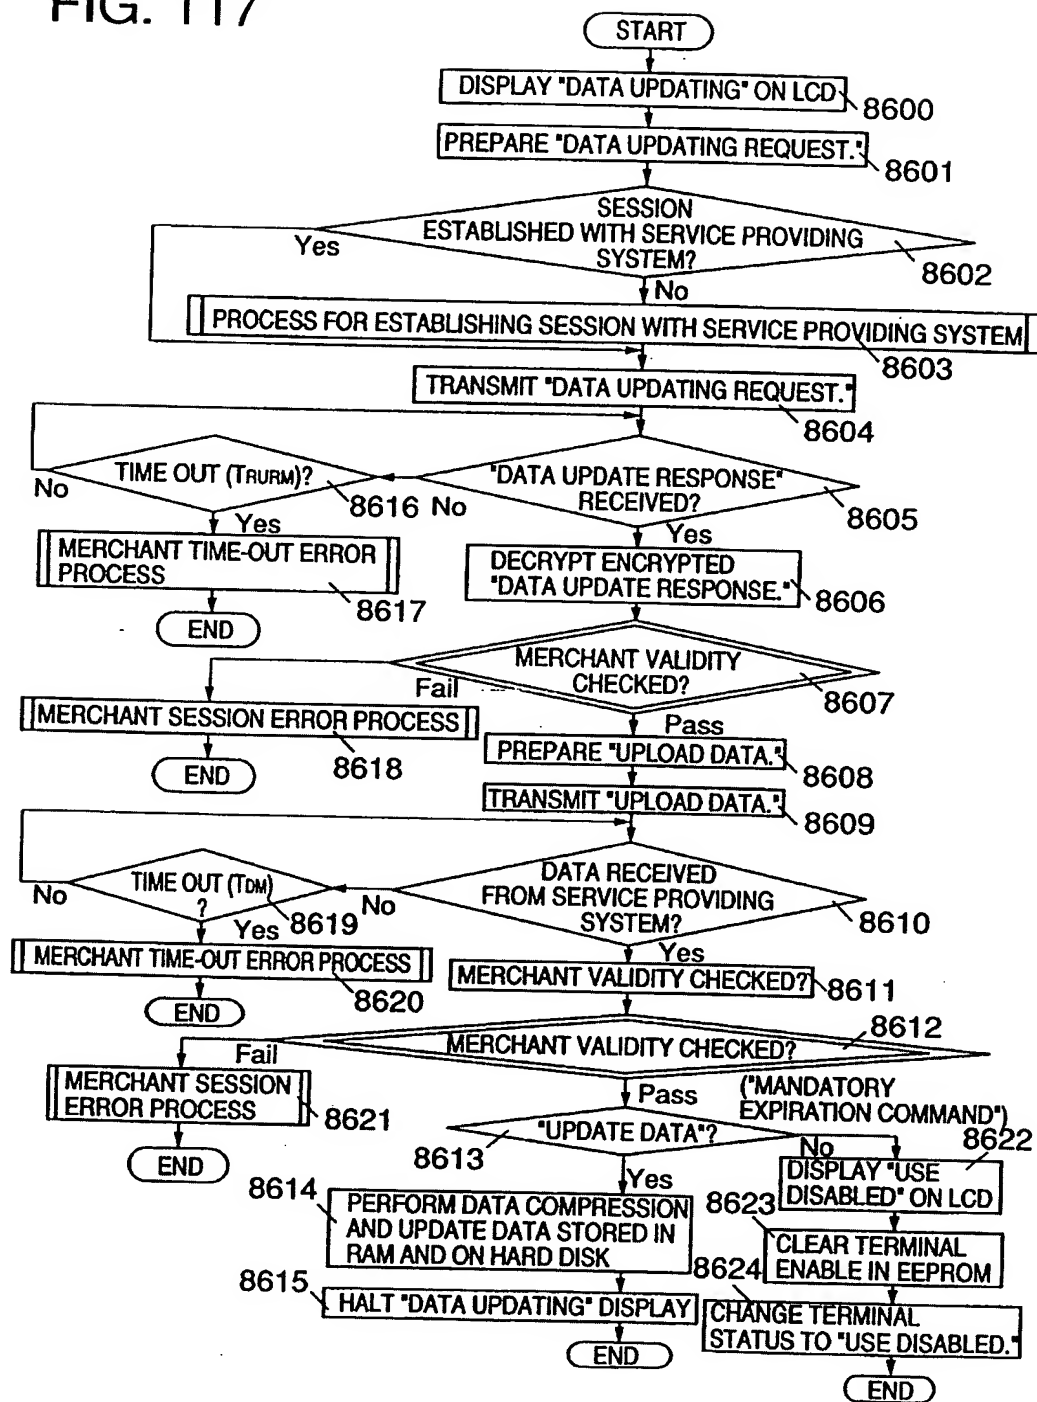 FIG. 117
START
DISPLAY "DATA UPDATING" ON LCD
8600
PREPARE "DATA UPDATING REQUEST."
8601
SESSION
ESTABLISHED WITH SERVICE PROVIDING
SYSTEM?
8602
Yes
No
PROCESS FOR ESTABLISHING SESSION WITH SERVICE PROVIDING SYSTEM
8603
TRANSMIT "DATA UPDATING REQUEST."
8604
TIME OUT (TRURM)?
8616
No
Yes
"DATA UPDATE RESPONSE"
RECEIVED?
8605
No
Yes
MERCHANT TIME-OUT ERROR
PROCESS
8617
END
DECRYPT ENCRYPTED
"DATA UPDATE RESPONSE."
8606
MERCHANT VALIDITY
CHECKED?
8607
Fail
Pass
MERCHANT SESSION ERROR PROCESS
8618
END
PREPARE "UPLOAD DATA."
8608
TRANSMIT "UPLOAD DATA."
8609
TIME OUT (TDM)
?
8619
No
Yes
DATA RECEIVED
FROM SERVICE PROVIDING
SYSTEM?
8610
No
Yes
MERCHANT TIME-OUT ERROR PROCESS
8620
END
MERCHANT VALIDITY CHECKED?
8611
MERCHANT VALIDITY CHECKED?
8612
Fail
Pass
MERCHANT SESSION
ERROR PROCESS
8621
END
("MANDATORY
EXPIRATION COMMAND")
"UPDATE DATA"?
8613
No
Yes
8622
DISPLAY "USE
DISABLED" ON LCD
8614
PERFORM DATA COMPRESSION
AND UPDATE DATA STORED IN
RAM AND ON HARD DISK
8623
CLEAR TERMINAL
ENABLE IN EEPROM
8615
HALT "DATA UPDATING" DISPLAY
END
8624
CHANGE TERMINAL
STATUS TO "USE DISABLED."
END